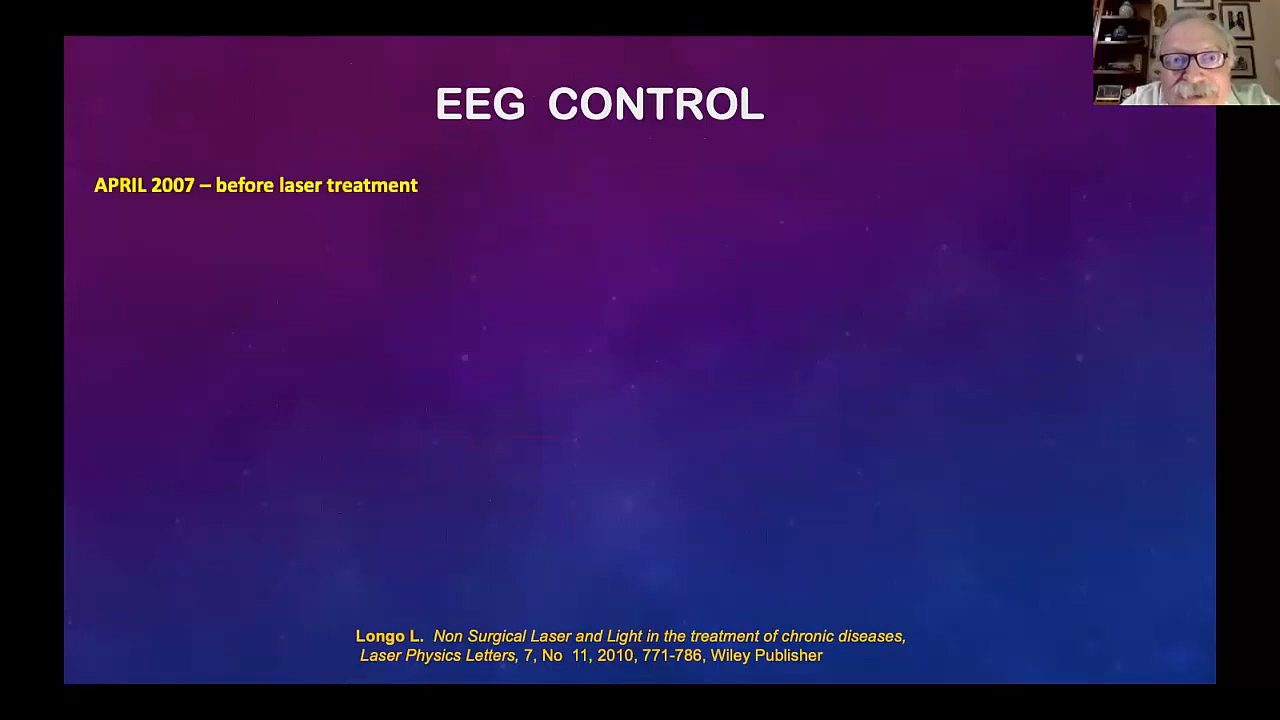 EEG CONTROL
APRIL 2007 – before laser treatment
Longo L. Non Surgical Laser and Light in the treatment of chronic diseases,
Laser Physics Letters, 7, No 11, 2010, 771-786, Wiley Publisher